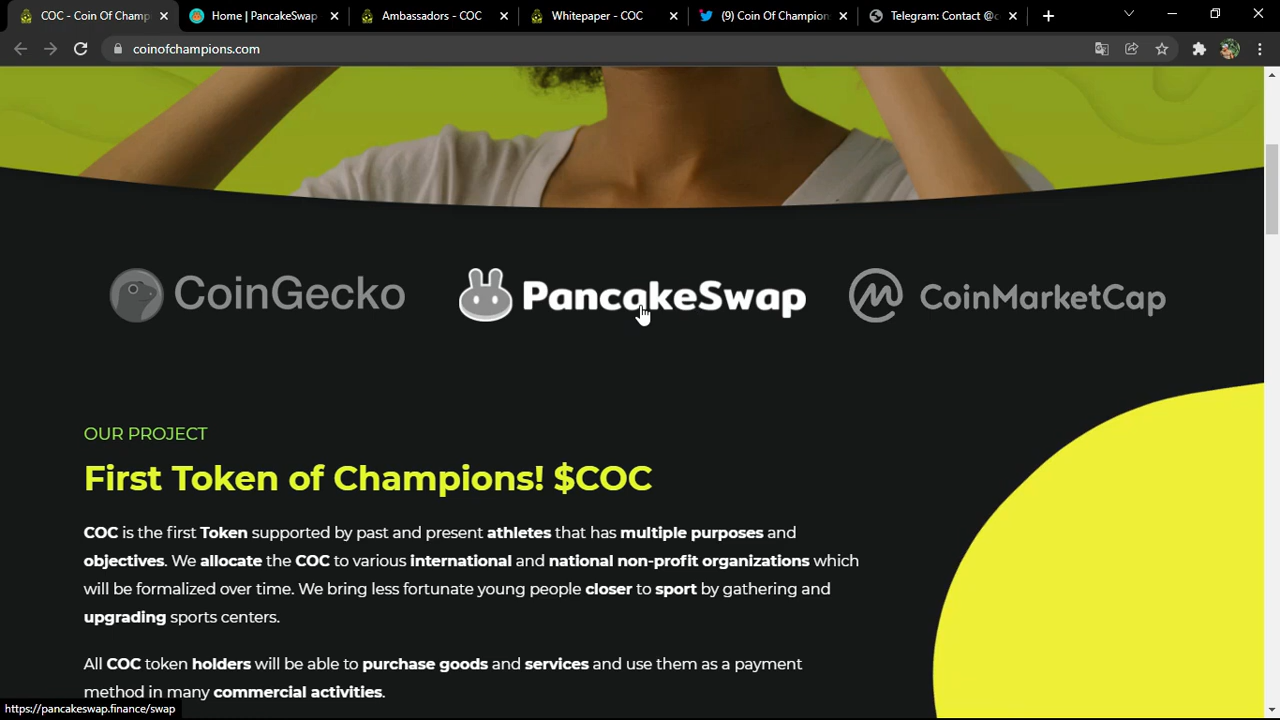 COC - Coin Of Champ
Home | PancakeSwap
Ambassadors - COC
Whitepaper - COC
(9) Coin Of Champion
Telegram: Contact @c
coinofchampions.com
CoinGecko
PancakeSwap
CoinMarketCap
OUR PROJECT
First Token of Champions! $COC
COC is the first Token supported by past and present athletes that has multiple purposes and
objectives. We allocate the COC to various international and national non-profit organizations which
will be formalized over time. We bring less fortunate young people closer to sport by gathering and
upgrading sports centers.
All COC token holders will be able to purchase goods and services and use them as a payment
method in many commercial activities.
https://pancakeswap.finance/swap